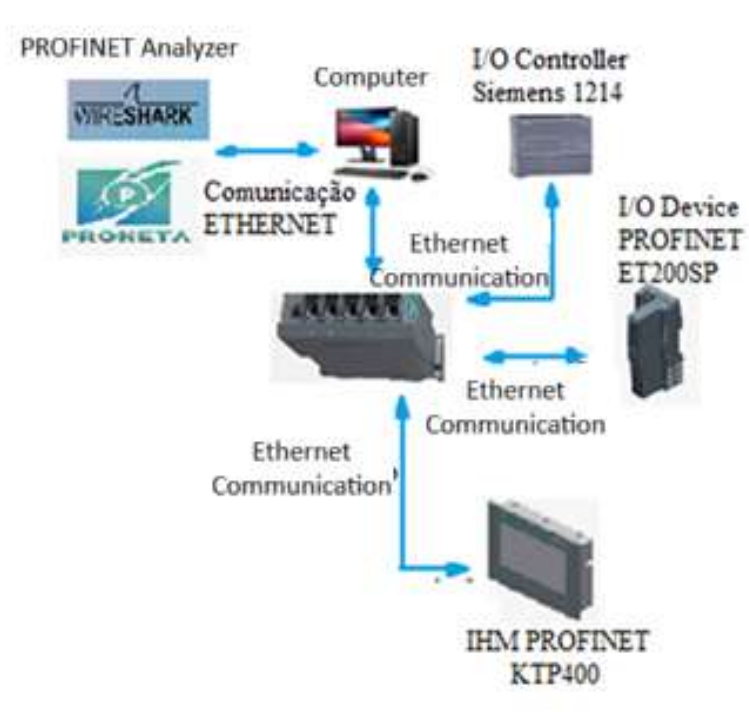 PROFINET Analyzer
WIRESHARK
PRONETA
Computer
I/O Controller
Siemens 1214
Comunicação
ETHERNET
Ethernet
Communication
I/O Device
PROFINET
ET200SP
Ethernet
Communication
Ethernet
Communication
IHM PROFINET
KTP400